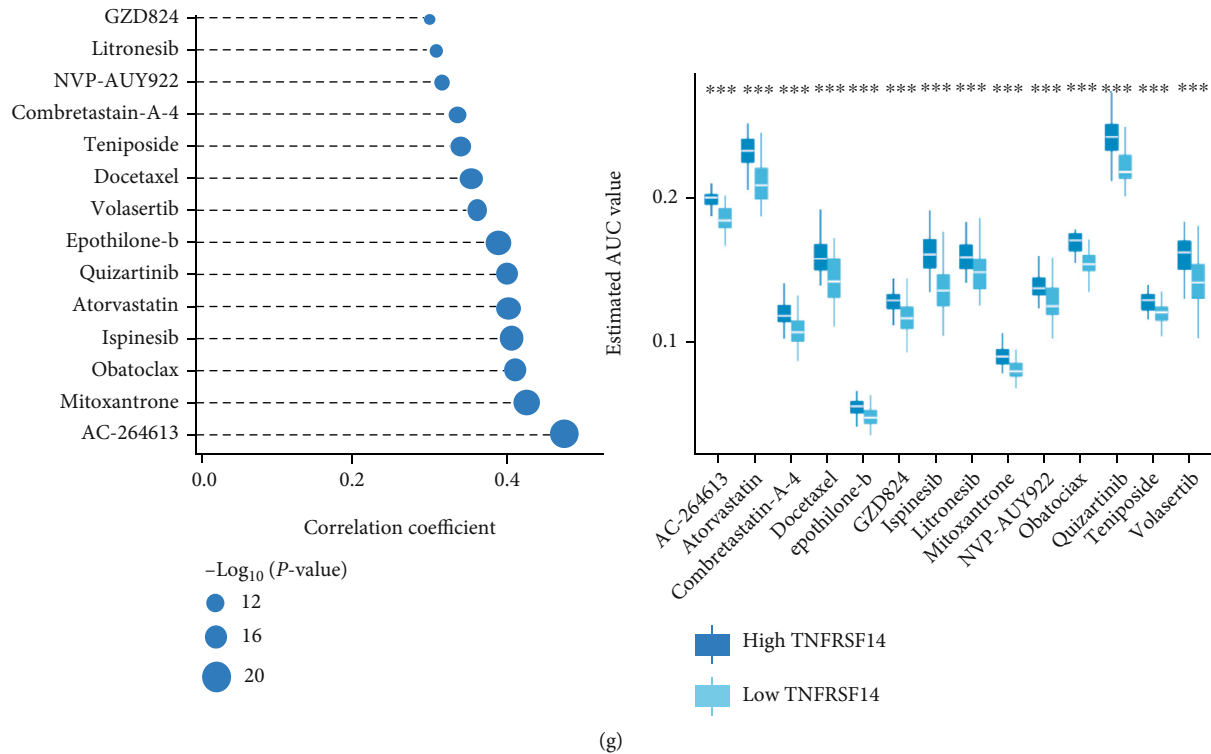 GZD824
Litronesib
NVP-AUY922
Combretastain-A-4
Teniposide
Docetaxel
Volasertib
Epothilone-b
Quizartinib
Atorvastatin
Ispinesib
Obatoclax
Mitoxantrone
AC-264613
0.0 0.2 0.4
Correlation coefficient
–Log10 (P-value)
12
16
20
*** *** *** *** *** *** *** *** *** *** *** *** *** ***
Estimated AUC value
0.2
0.1
AC-264613
Atorvastatin
Combretastatin-A-4
Docetaxel
epothilone-b
GZD824
Ispinesib
Litronesib
Mitoxantrone
NVP-AUY922
Obatociax
Quizartinib
Teniposide
Volasertib
High TNFRSF14
Low TNFRSF14
(g)